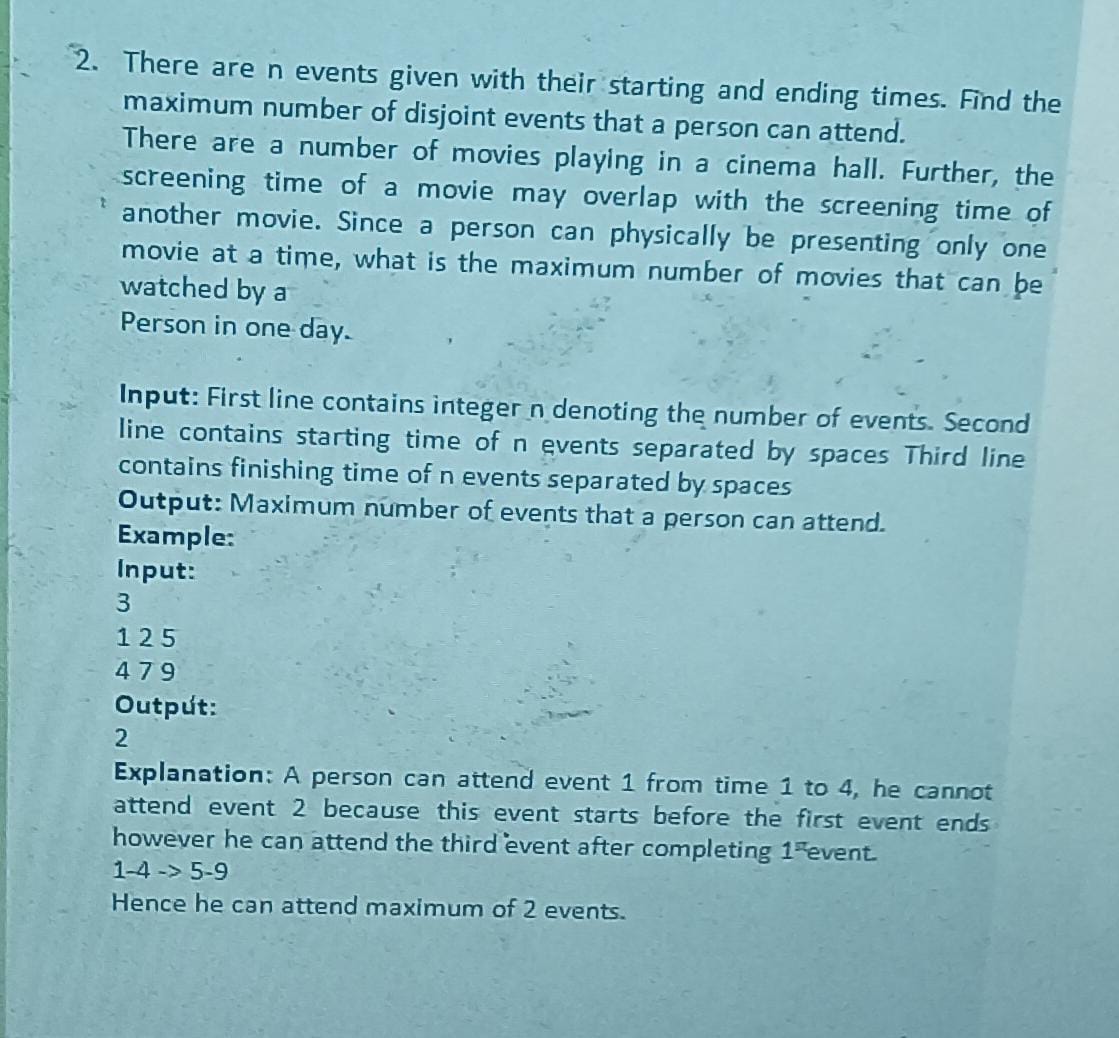 2. There are n events given with their starting and ending times. Find the
maximum number of disjoint events that a person can attend.
There are a number of movies playing in a cinema hall. Further, the
screening time of a movie may overlap with the screening time of
another movie. Since a person can physically be presenting only one
movie at a time, what is the maximum number of movies that can be
watched by a
Person in one day.
Input: First line contains integer n denoting the number of events. Second
line contains starting time of n events separated by spaces Third line
contains finishing time of n events separated by spaces
Output: Maximum number of events that a person can attend.
Example:
Input:
3
1 2 5
4 7 9
Output:
2
Explanation: A person can attend event 1 from time 1 to 4, he cannot
attend event 2 because this event starts before the first event ends
however he can attend the third event after completing 1st event.
1-4 -> 5-9
Hence he can attend maximum of 2 events.